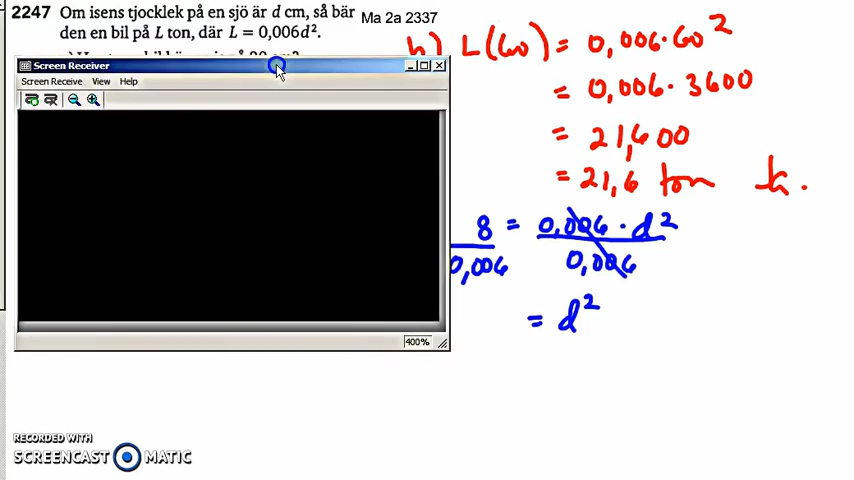 2247 Om isens tjocklek på en sjö är d cm, så bär
den en bil på L ton, där L = 0,006d².
Ma 2a 2337
Screen Receiver
Screen Receive View Help
400%
b) L(60) = 0,006·60²
= 0,006·3600
= 21,600
= 21,6 ton
8 = 0,006·d²
0,006 0,006
= d²
RECORDED WITH
SCREENCAST MATIC